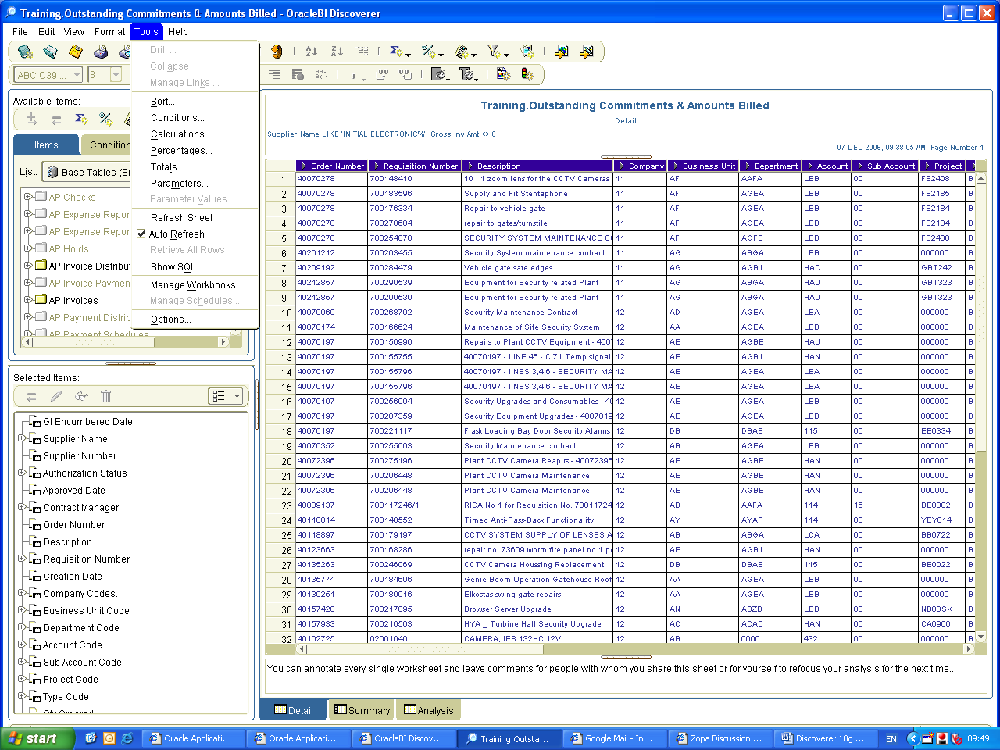 Training.Outstanding Commitments & Amounts Billed - OracleBI Discoverer
File Edit View Format Tools Help
ABC C39 ... 8
Drill ...
Collapse
Manage Links ...
Sort...
Conditions...
Calculations...
Percentages...
Totals...
Parameters...
Parameter Values...
Refresh Sheet
Auto Refresh
Retrieve All Rows
Show SQL...
Manage Workbooks...
Manage Schedules...
Options...
Available Items:
Items Condition
List: Base Tables (Su
AP Checks
AP Expense Repor
AP Expense Repor
AP Holds
AP Invoice Distribut
AP Invoice Paymen
AP Invoices
AP Payment Distrib
AP Payment Schedules
Selected Items:
Gl Encumbered Date
Supplier Name
Supplier Number
Authorization Status
Approved Date
Contract Manager
Order Number
Description
Requisition Number
Creation Date
Company Codes.
Business Unit Code
Department Code
Account Code
Sub Account Code
Project Code
Type Code
Qty Ordered
Training.Outstanding Commitments & Amounts Billed
Detail
Supplier Name LIKE 'INITIAL ELECTRONIC%', Gross Inv Amt <> 0
07-DEC-2006, 09.38.05 AM, Page Number 1
Order Number Requisition Number Description Company Business Unit Department Account Sub Account Project
1 40070278 700148410 10 : 1 zoom lens for the CCTV Cameras 11 AF AAFA LEB 00 FB2408 B
2 40070278 700183596 Supply and Fit Stentaphone 11 AF AGEA LEB 00 FB2185 B
3 40070278 700176334 Repair to vehicle gate 11 AF AGEA LEB 00 FB2184 B
4 40070278 700278604 repair to gates/turnstile 11 AF AGEA LEB 00 FB2184 B
5 40070278 700254878 SECURITY SYSTEM MAINTENANCE CO 11 AF AGFE LEB 00 FB2408 B
6 40201212 700263455 Security System maintenance contract 11 AG ABGA LEB 00 000000 B
7 40209192 700284479 Vehicle gate safe edges 11 AG AGBJ HAC 00 GBT242 B
8 40212857 700290539 Equipment for Security related Plant 11 AG ABGA HAU 00 GBT323 B
9 40212857 700290539 Equipment for Security related Plant 11 AG ABGA HAU 00 GBT323 B
10 40070069 700268702 Security Maintenance Contract 12 AD AGEA LEA 00 000000 B
11 40070174 700166624 Maintenance of Site Security System 12 AA AGEA LEA 00 000000 B
12 40070197 700156990 Repairs to Plant CCTV Equipment - 4007 12 AE AGBE HAU 00 000000 B
13 40070197 700155755 40070197 - LINE 45 - CI71 Temp signal 12 AE AGBJ HAN 00 000000 B
14 40070197 700155796 40070197 - lINES 3,4,6 - SECURITY MA 12 AE AGEA LEA 00 000000 B
15 40070197 700155796 40070197 - lINES 3,4,6 - SECURITY MA 12 AE AGEA LEA 00 000000 B
16 40070197 700256094 Security Upgrades and Consumables - 40 12 AE AGEA LEB 00 000000 B
17 40070197 700207359 Security Equipment Upgrades - 4007019 12 AE AGEA LEB 00 000000 B
18 40070197 700221117 Flask Loading Bay Door Security Alarms 12 DB DBAB 115 00 EE0334 B
19 40070352 700255603 Security Maintenance contract 12 AB AGEA LEB 00 000000 B
20 40072396 700275196 Plant CCTV Camera Reapirs - 40072396 12 AE AGBE HAN 00 000000 B
21 40072396 700206448 Plant CCTV Camera Maintenance 12 AE AGBE HAN 00 000000 B
22 40072396 700206448 Plant CCTV Camera Maintenance 12 AE AGBE HAN 00 000000 B
23 40089137 700117246/1 RICA No 1 for Requisition No. 70011724 12 AB AAFA 114 16 BE0082 B
24 40110814 700148552 Timed Anti-Pass-Back Functionality 12 AY AYAF 114 00 YEY014 B
25 40118897 700179197 CCTV SYSTEM SUPPLY OF LENSES A 12 AB ABGA LCA 00 BB0722 B
26 40123663 700168286 repair no. 73609 worm fire panel no.1 po 12 AE AGBJ HAN 00 000000 B
27 40135263 700246069 CCTV Camera Houssing Replacement 12 DB DBAB 115 00 BE0022 B
28 40135774 700184696 Genie Boom Operation Gatehouse Roof 12 AA AGEA LEB 00 000000 B
29 40139251 700189016 Elkostas swing gate repairs 12 AA AGEA LEB 00 000000 B
30 40157428 700217095 Browser Server Upgrade 12 AN ABZB LEB 00 NB00SK B
31 40157933 700216503 HYA _ Turbine Hall Security Upgrade 12 AC ACAC HAN 00 CA0900 B
32 40162725 02061040 CAMERA, IES 132HC 12V 12 AB 0000 432 00 000000 B
You can annotate every single worksheet and leave comments for people with whom you share this sheet or for yourself to refocus your analysis for the next time...
Detail Summary Analysis
start Oracle Applicati... Oracle Applicati... OracleBI Discov... Training.Outsta... Google Mail - In... Zopa Discussion ... Discoverer 10g ... EN 09:49